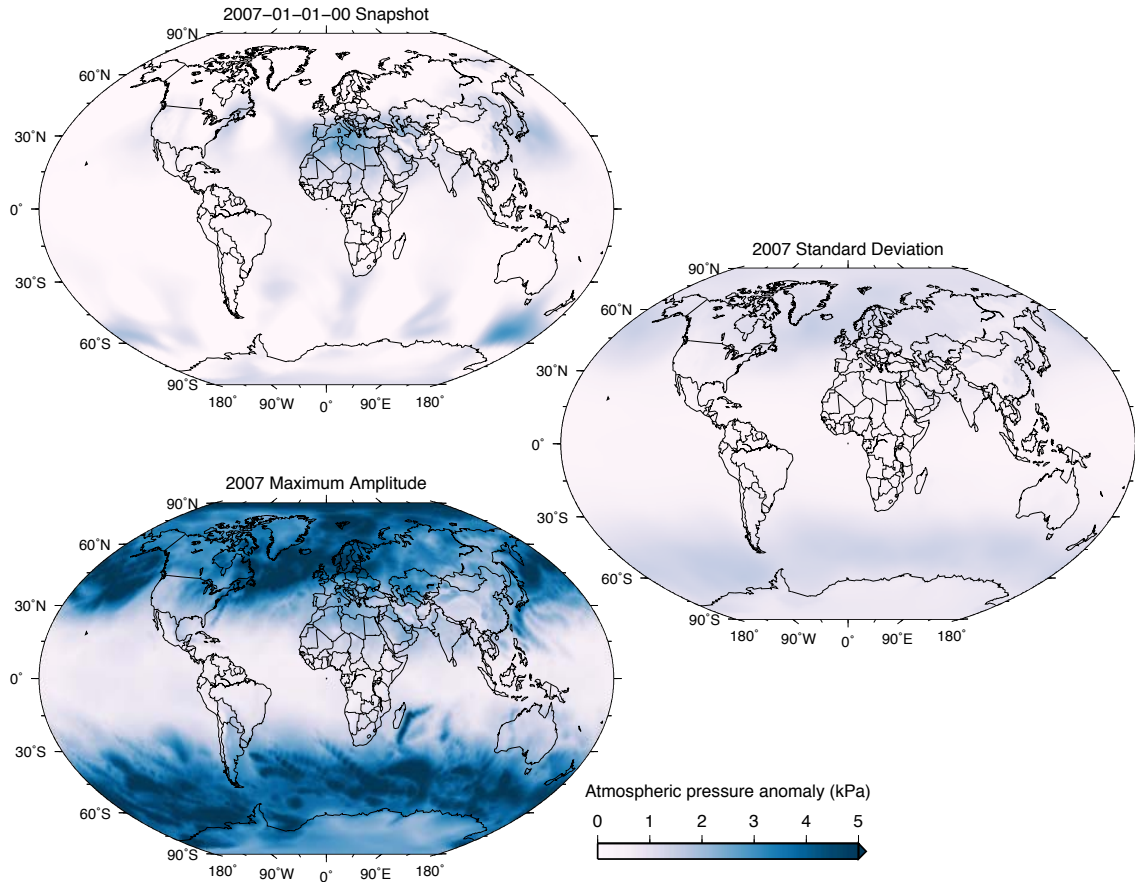 2007−01−01−00 Snapshot
90˚N
60˚N
30˚N
0˚
30˚S
60˚S
90˚S
180˚ 90˚W 0˚ 90˚E 180˚
2007 Standard Deviation
90˚N
60˚N
30˚N
0˚
30˚S
60˚S
90˚S
180˚ 90˚W 0˚ 90˚E 180˚
2007 Maximum Amplitude
90˚N
60˚N
30˚N
0˚
30˚S
60˚S
90˚S
180˚ 90˚W 0˚ 90˚E 180˚
Atmospheric pressure anomaly (kPa)
0 1 2 3 4 5